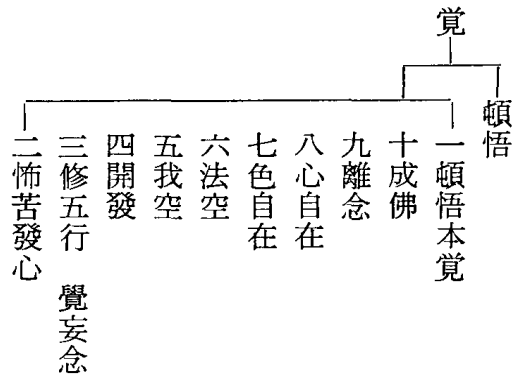 覚
頓悟
一頓悟本覚
十成佛
九離念
八心自在
七色自在
六法空
五我空
四開發
三修五行 覺妄念
二怖苦發心